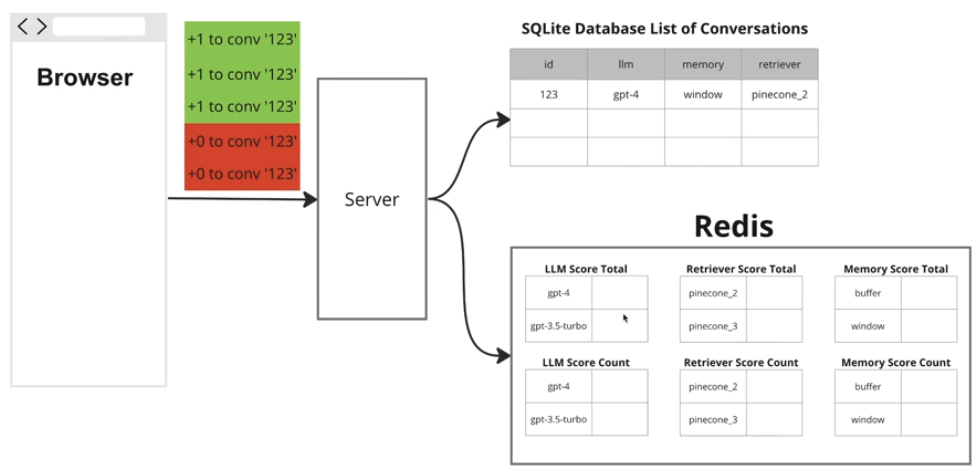 Browser
+1 to conv '123'
+1 to conv '123'
+1 to conv '123'
+0 to conv '123'
+0 to conv '123'
Server
SQLite Database List of Conversations
id llm memory retriever
123 gpt-4 window pinecone_2
Redis
LLM Score Total
gpt-4
gpt-3.5-turbo
Retriever Score Total
pinecone_2
pinecone_3
Memory Score Total
buffer
window
LLM Score Count
gpt-4
gpt-3.5-turbo
Retriever Score Count
pinecone_2
pinecone_3
Memory Score Count
buffer
window